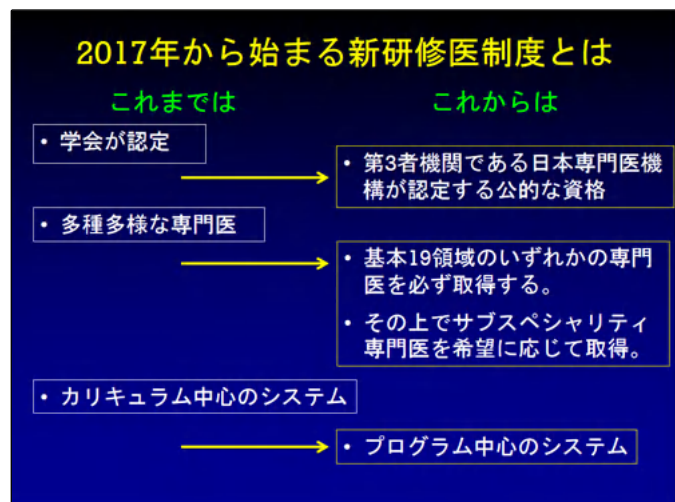 2017年から始まる新研修医制度とは
これまでは
これからは
• 学会が認定
• 第3者機関である日本専門医機
構が認定する公的な資格
• 多種多様な専門医
• 基本19領域のいずれかの専門
医を必ず取得する。
• その上でサブスペシャリティ
専門医を希望に応じて取得。
• カリキュラム中心のシステム
• プログラム中心のシステム